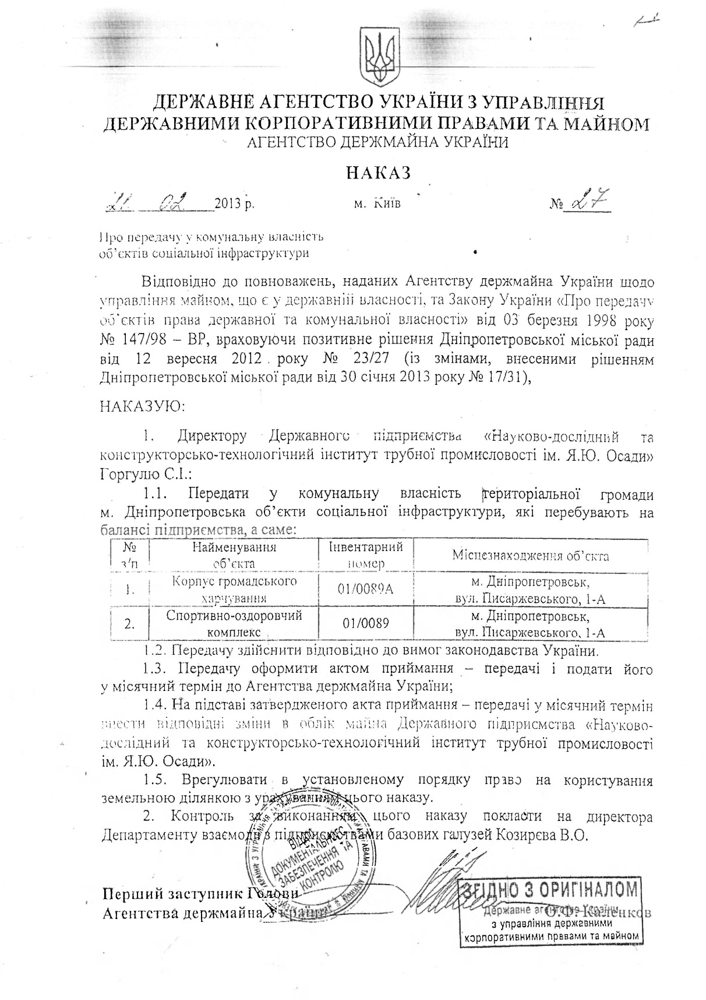 ДЕРЖАВНЕ АГЕНТСТВО УКРАЇНИ З УПРАВЛІННЯ
ДЕРЖАВНИМИ КОРПОРАТИВНИМИ ПРАВАМИ ТА МАЙНОМ
АГЕНТСТВО ДЕРЖМАЙНА УКРАЇНИ
НАКАЗ
21. 02 2013 р. м. Київ № 27
Про передачу у комунальну власність
об'єктів соціальної інфраструктури
Відповідно до повноважень, наданих Агентству держмайна України щодо
управління майном, що є у державній власності, та Закону України «Про передачу
об'єктів права державної та комунальної власності» від 03 березня 1998 року
№ 147/98 – ВР, враховуючи позитивне рішення Дніпропетровської міської ради
від 12 вересня 2012 року № 23/27 (із змінами, внесеними рішенням
Дніпропетровської міської ради від 30 січня 2013 року № 17/31),
НАКАЗУЮ:
1. Директору Державного підприємства «Науково-дослідний та
конструкторсько-технологічний інститут трубної промисловості ім. Я.Ю. Осади»
Горгулю С.І.:
1.1. Передати у комунальну власність територіальної громади
м. Дніпропетровська об'єкти соціальної інфраструктури, які перебувають на
балансі підприємства, а саме:
№ з/п Найменування об'єкта Інвентарний номер Місцезнаходження об'єкта
1. Корпус громадського харчування 01/0089А м. Дніпропетровськ, вул. Писаржевського, 1-А
2. Спортивно-оздоровчий комплекс 01/0089 м. Дніпропетровськ, вул. Писаржевського, 1-А
1.2. Передачу здійснити відповідно до вимог законодавства України.
1.3. Передачу оформити актом приймання – передачі і подати його
у місячний термін до Агентства держмайна України;
1.4. На підставі затвердженого акта приймання – передачі у місячний термін
внести відповідні зміни в облік майна Державного підприємства «Науково-
дослідний та конструкторсько-технологічний інститут трубної промисловості
ім. Я.Ю. Осади».
1.5. Врегулювати в установленому порядку право на користування
земельною ділянкою з урахуванням цього наказу.
2. Контроль за виконанням цього наказу покласти на директора
Департаменту взаємодії з підприємствами базових галузей Козирєва В.О.
ВІДДІЛ
ДОКУМЕНТАЛЬНОГО
ЗАБЕЗПЕЧЕННЯ ТА
КОНТРОЛЮ
Перший заступник Голови
Агентства держмайна України О.Ф. Каленков
ЗГІДНО З ОРИГІНАЛОМ
Державне агентство України
з управління державними
корпоративними правами та майном